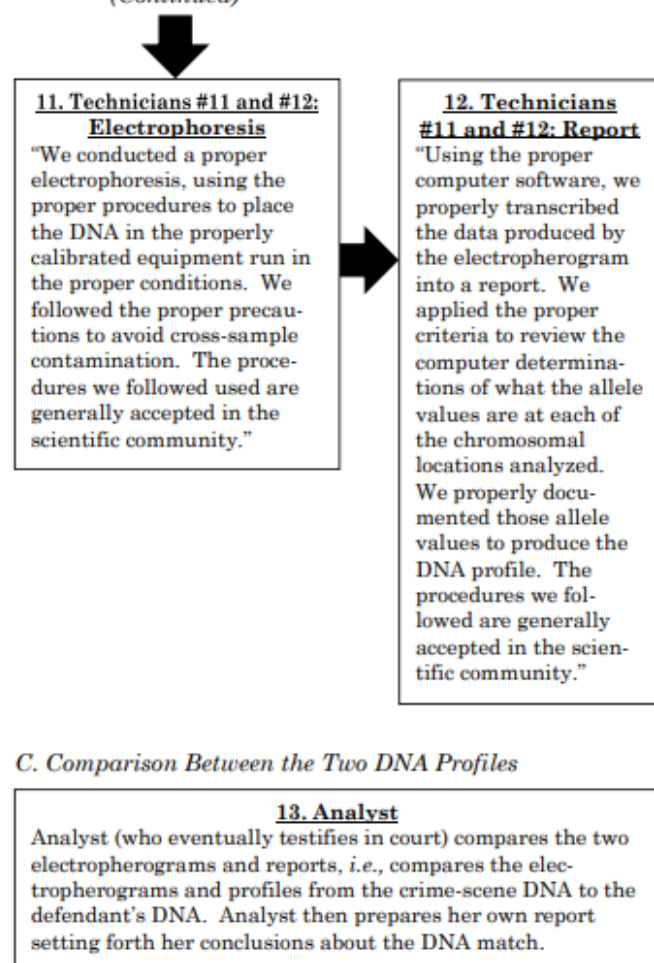 (Continued)
11. Technicians #11 and #12:
Electrophoresis
“We conducted a proper
electrophoresis, using the
proper procedures to place
the DNA in the properly
calibrated equipment run in
the proper conditions. We
followed the proper precau-
tions to avoid cross-sample
contamination. The proce-
dures we followed used are
generally accepted in the
scientific community.”
12. Technicians
#11 and #12: Report
“Using the proper
computer software, we
properly transcribed
the data produced by
the electropherogram
into a report. We
applied the proper
criteria to review the
computer determina-
tions of what the allele
values are at each of
the chromosomal
locations analyzed.
We properly docu-
mented those allele
values to produce the
DNA profile. The
procedures we fol-
lowed are generally
accepted in the scien-
tific community.”
C. Comparison Between the Two DNA Profiles
13. Analyst
Analyst (who eventually testifies in court) compares the two
electropherograms and reports, i.e., compares the elec-
tropherograms and profiles from the crime-scene DNA to the
defendant’s DNA. Analyst then prepares her own report
setting forth her conclusions about the DNA match.